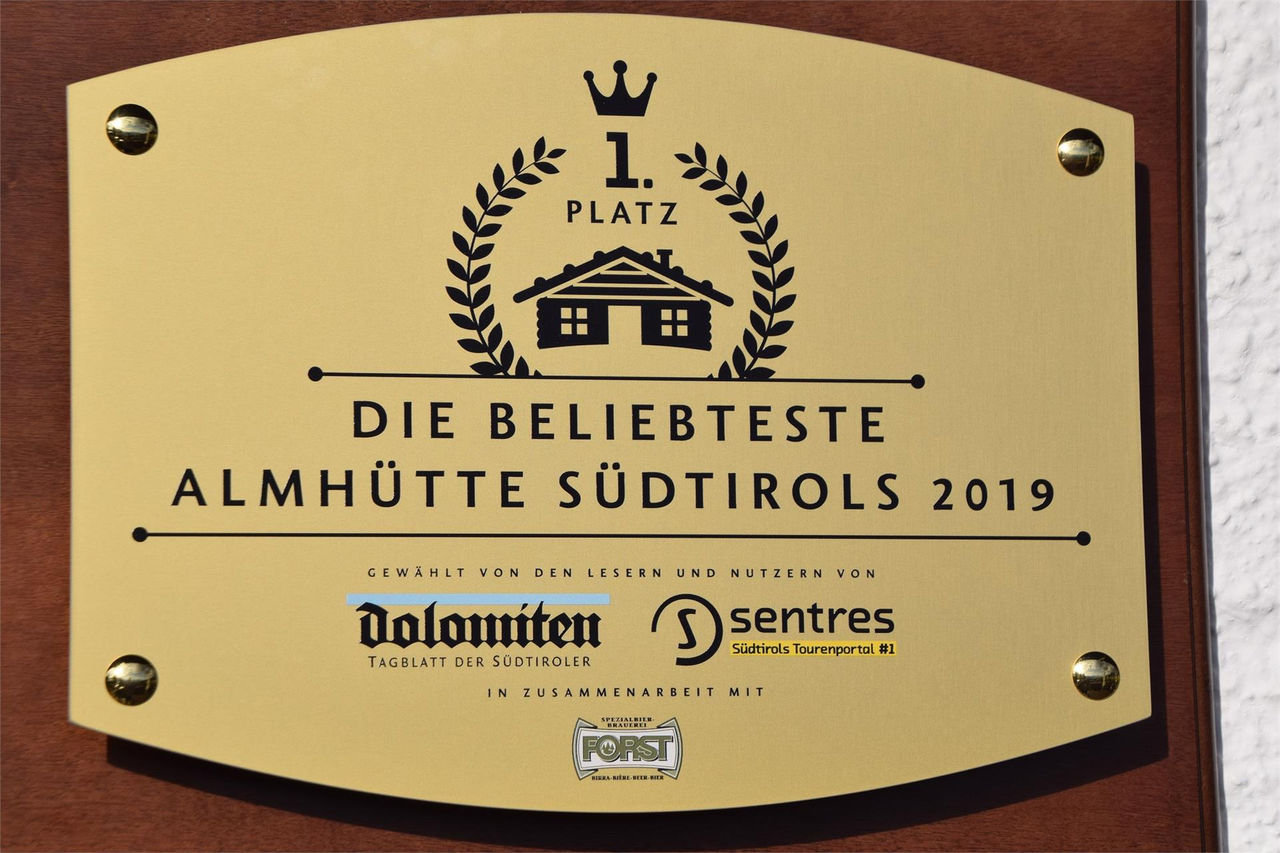 1.
PLATZ
DIE BELIEBTESTE
ALMHÜTTE SÜDTIROLS 2019
GEWÄHLT VON DEN LESERN UND NUTZERN VON
Dolomiten
TAGBLATT DER SÜDTIROLER
S sentres
Südtirols Tourenportal #1
IN ZUSAMMENARBEIT MIT
SPEZIALBIER-
BRAUEREI
FORST
BIRRA·BIÈRE·BEER·BIER